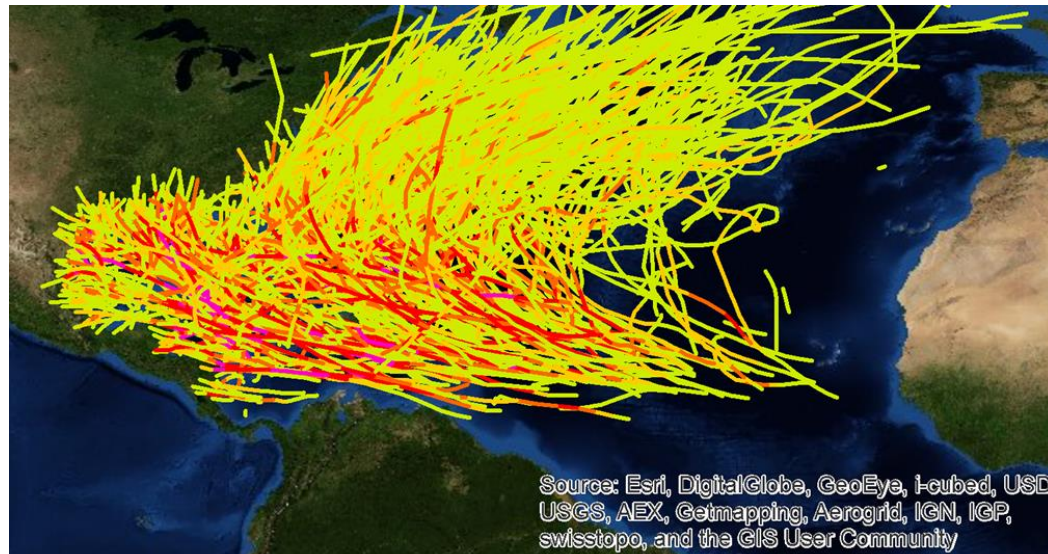 Source: Esri, DigitalGlobe, GeoEye, i-cubed, USD
USGS, AEX, Getmapping, Aerogrid, IGN, IGP,
swisstopo, and the GIS User Community